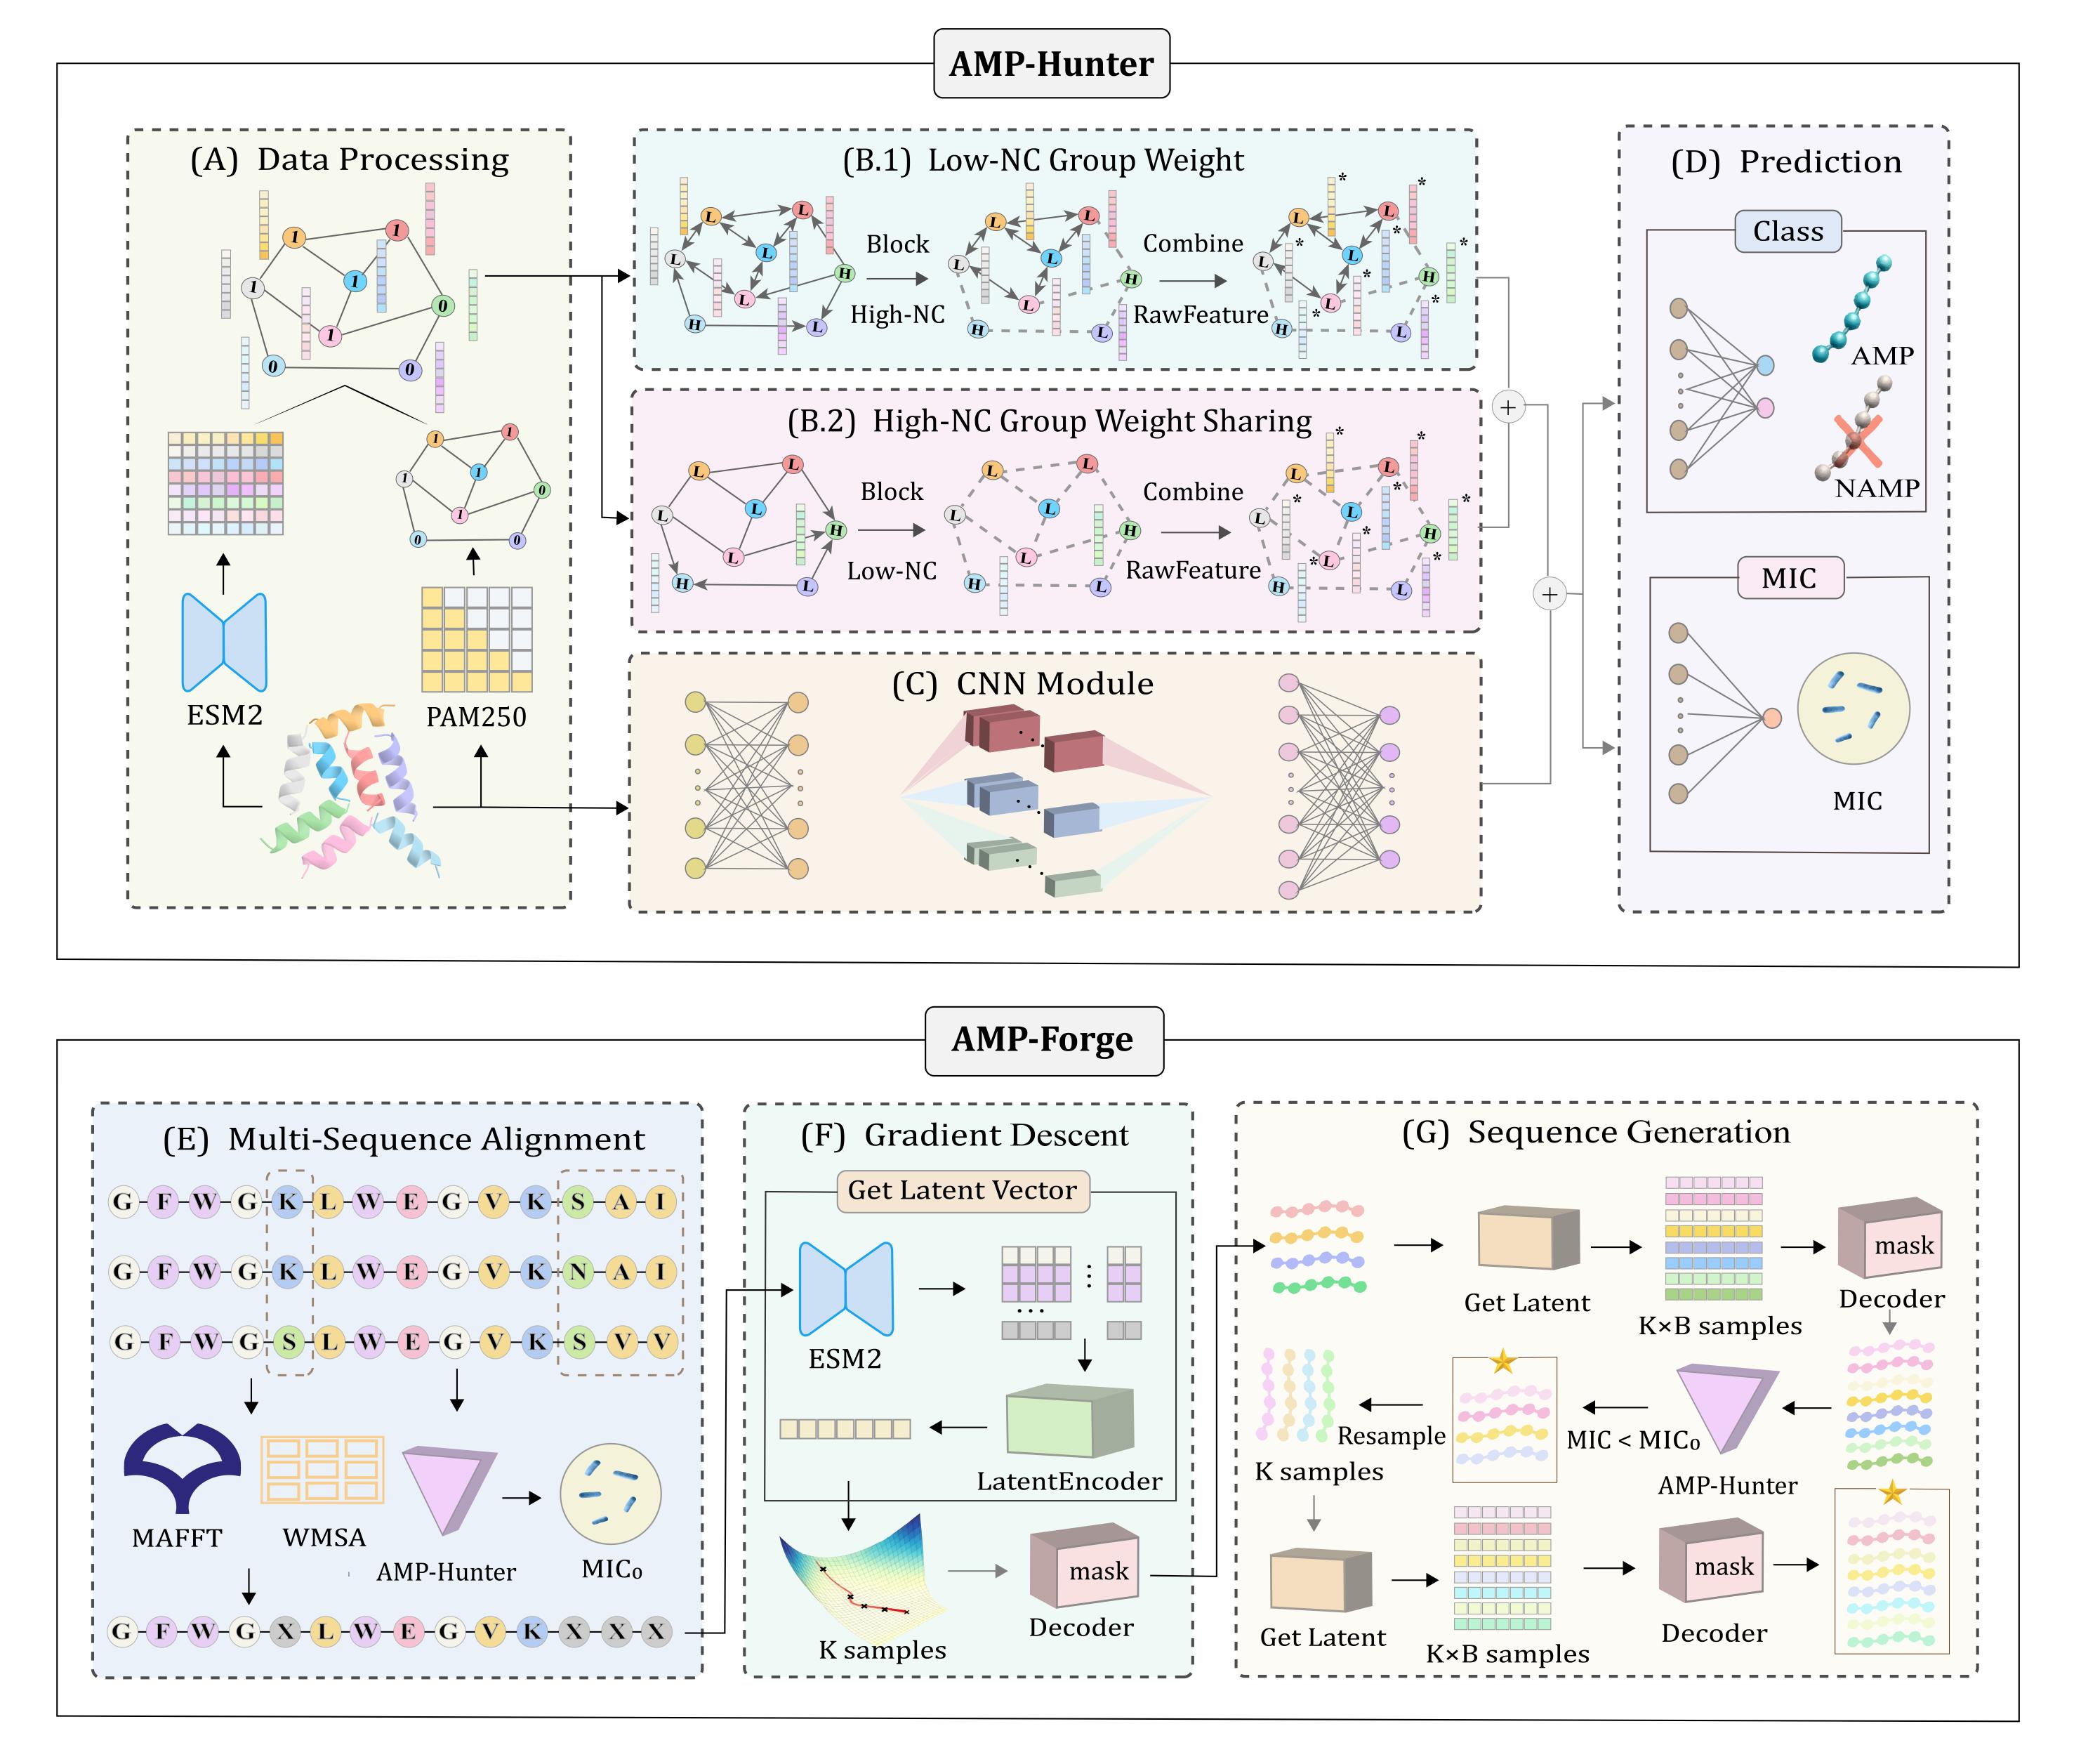 AMP-Hunter
(A) Data Processing
1
1
1
1
0
1
0
0
1
1
1
1
0
1
0
0
ESM2
PAM250
(B.1) Low-NC Group Weight
L
L
L
L
H
L
H
L
Block
High-NC
L
L
L
L
H
L
H
L
Combine
RawFeature
*
*
L
L
*
*
*
L
L
H
*
L
*
*
H
L
(B.2) High-NC Group Weight Sharing
L
L
L
L
H
L
H
L
Block
Low-NC
L
L
L
L
H
L
H
L
Combine
RawFeature
*
*
L
L
*
*
*
L
L
H
*
L
*
*
H
L
(C) CNN Module
+
+
(D) Prediction
Class
AMP
NAMP
MIC
MIC
AMP-Forge
(E) Multi-Sequence Alignment
G F W G K L W E G V K S A I
G F W G K L W E G V K N A I
G F W G S L W E G V K S V V
MAFFT
WMSA
AMP-Hunter
MIC₀
G F W G X L W E G V K X X X
(F) Gradient Descent
Get Latent Vector
ESM2
LatentEncoder
K samples
mask
Decoder
(G) Sequence Generation
Get Latent
K×B samples
mask
Decoder
AMP-Hunter
MIC < MIC₀
Resample
K samples
Get Latent
K×B samples
mask
Decoder